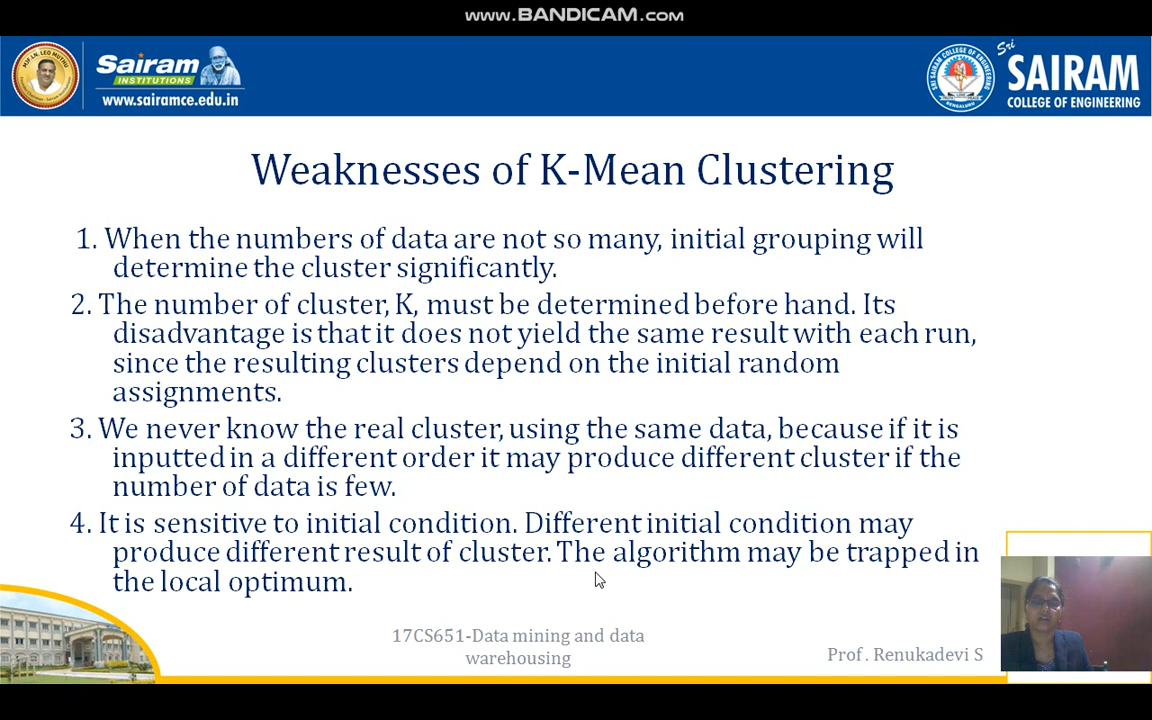 www.BANDICAM.com
Sairam
INSTITUTIONS
www.sairamce.edu.in
Sri
SAIRAM
COLLEGE OF ENGINEERING
Weaknesses of K-Mean Clustering
1. When the numbers of data are not so many, initial grouping will
determine the cluster significantly.
2. The number of cluster, K, must be determined before hand. Its
disadvantage is that it does not yield the same result with each run,
since the resulting clusters depend on the initial random
assignments.
3. We never know the real cluster, using the same data, because if it is
inputted in a different order it may produce different cluster if the
number of data is few.
4. It is sensitive to initial condition. Different initial condition may
produce different result of cluster. The algorithm may be trapped in
the local optimum.
17CS651-Data mining and data
warehousing
Prof. Renukadevi S